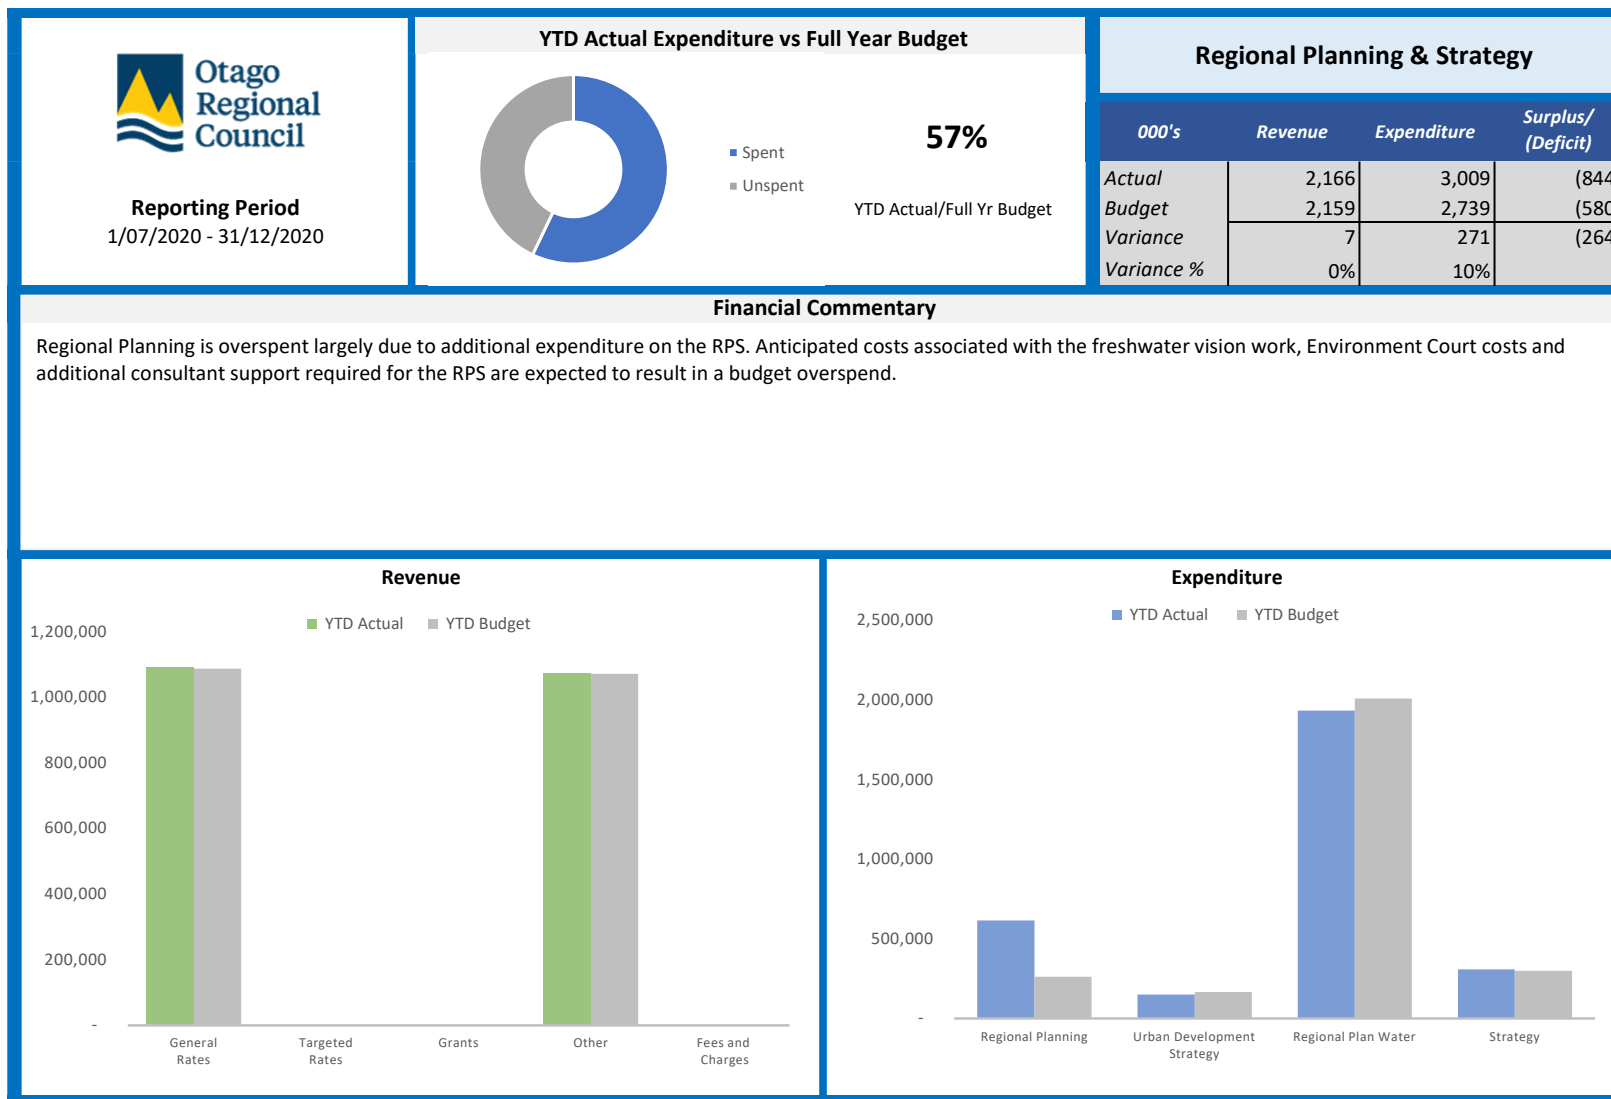 Otago
Regional
Council
Reporting Period
1/07/2020 - 31/12/2020
YTD Actual Expenditure vs Full Year Budget
Spent
Unspent
57%
YTD Actual/Full Yr Budget
Regional Planning & Strategy
000's Revenue Expenditure Surplus/ (Deficit)
Actual 2,166 3,009 (844
Budget 2,159 2,739 (580
Variance 7 271 (264
Variance % 0% 10%
Financial Commentary
Regional Planning is overspent largely due to additional expenditure on the RPS. Anticipated costs associated with the freshwater vision work, Environment Court costs and
additional consultant support required for the RPS are expected to result in a budget overspend.
Revenue
YTD Actual YTD Budget
1,200,000
1,000,000
800,000
600,000
400,000
200,000
-
General
Rates
Targeted
Rates
Grants
Other
Fees and
Charges
Expenditure
YTD Actual YTD Budget
2,500,000
2,000,000
1,500,000
1,000,000
500,000
-
Regional Planning
Urban Development
Strategy
Regional Plan Water
Strategy